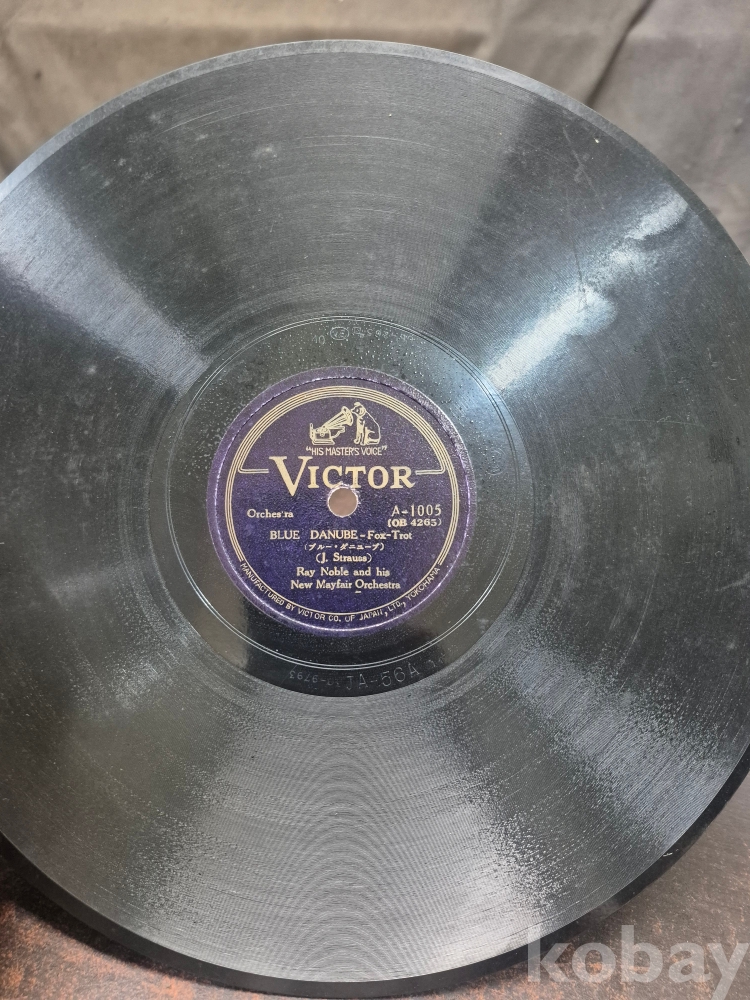 "HIS MASTER'S VOICE"
VICTOR
Orchestra
A-1005
(OB 4265)
BLUE DANUBE - Fox-Trot
(ブルー・ダニューブ)
(J. Strauss)
Ray Noble and his
New Mayfair Orchestra
MANUFACTURED BY VICTOR CO. OF JAPAN, LTD., YOKOHAMA
JA-56A
kobay